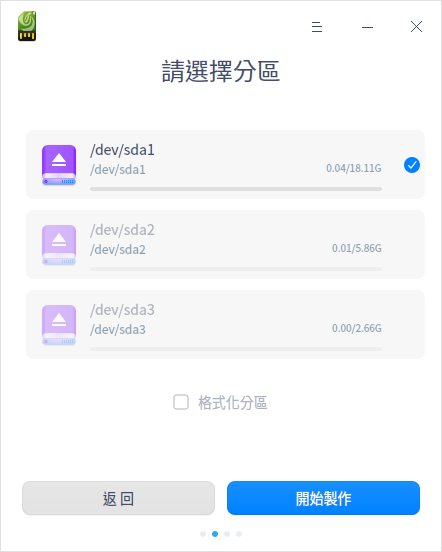 請選擇分區
/dev/sda1
/dev/sda1 0.04/18.11G
/dev/sda2
/dev/sda2 0.01/5.86G
/dev/sda3
/dev/sda3 0.00/2.66G
格式化分區
返 回 開始製作